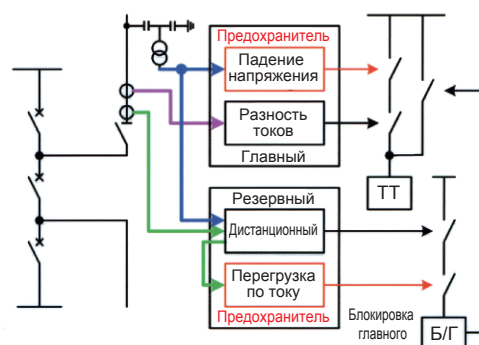 Предохранитель
Падение
напряжения
Разность
токов
Главный
ТТ
Резервный
Дистанционный
Перегрузка
по току
Предохранитель
Блокировка
главного
Б/Г